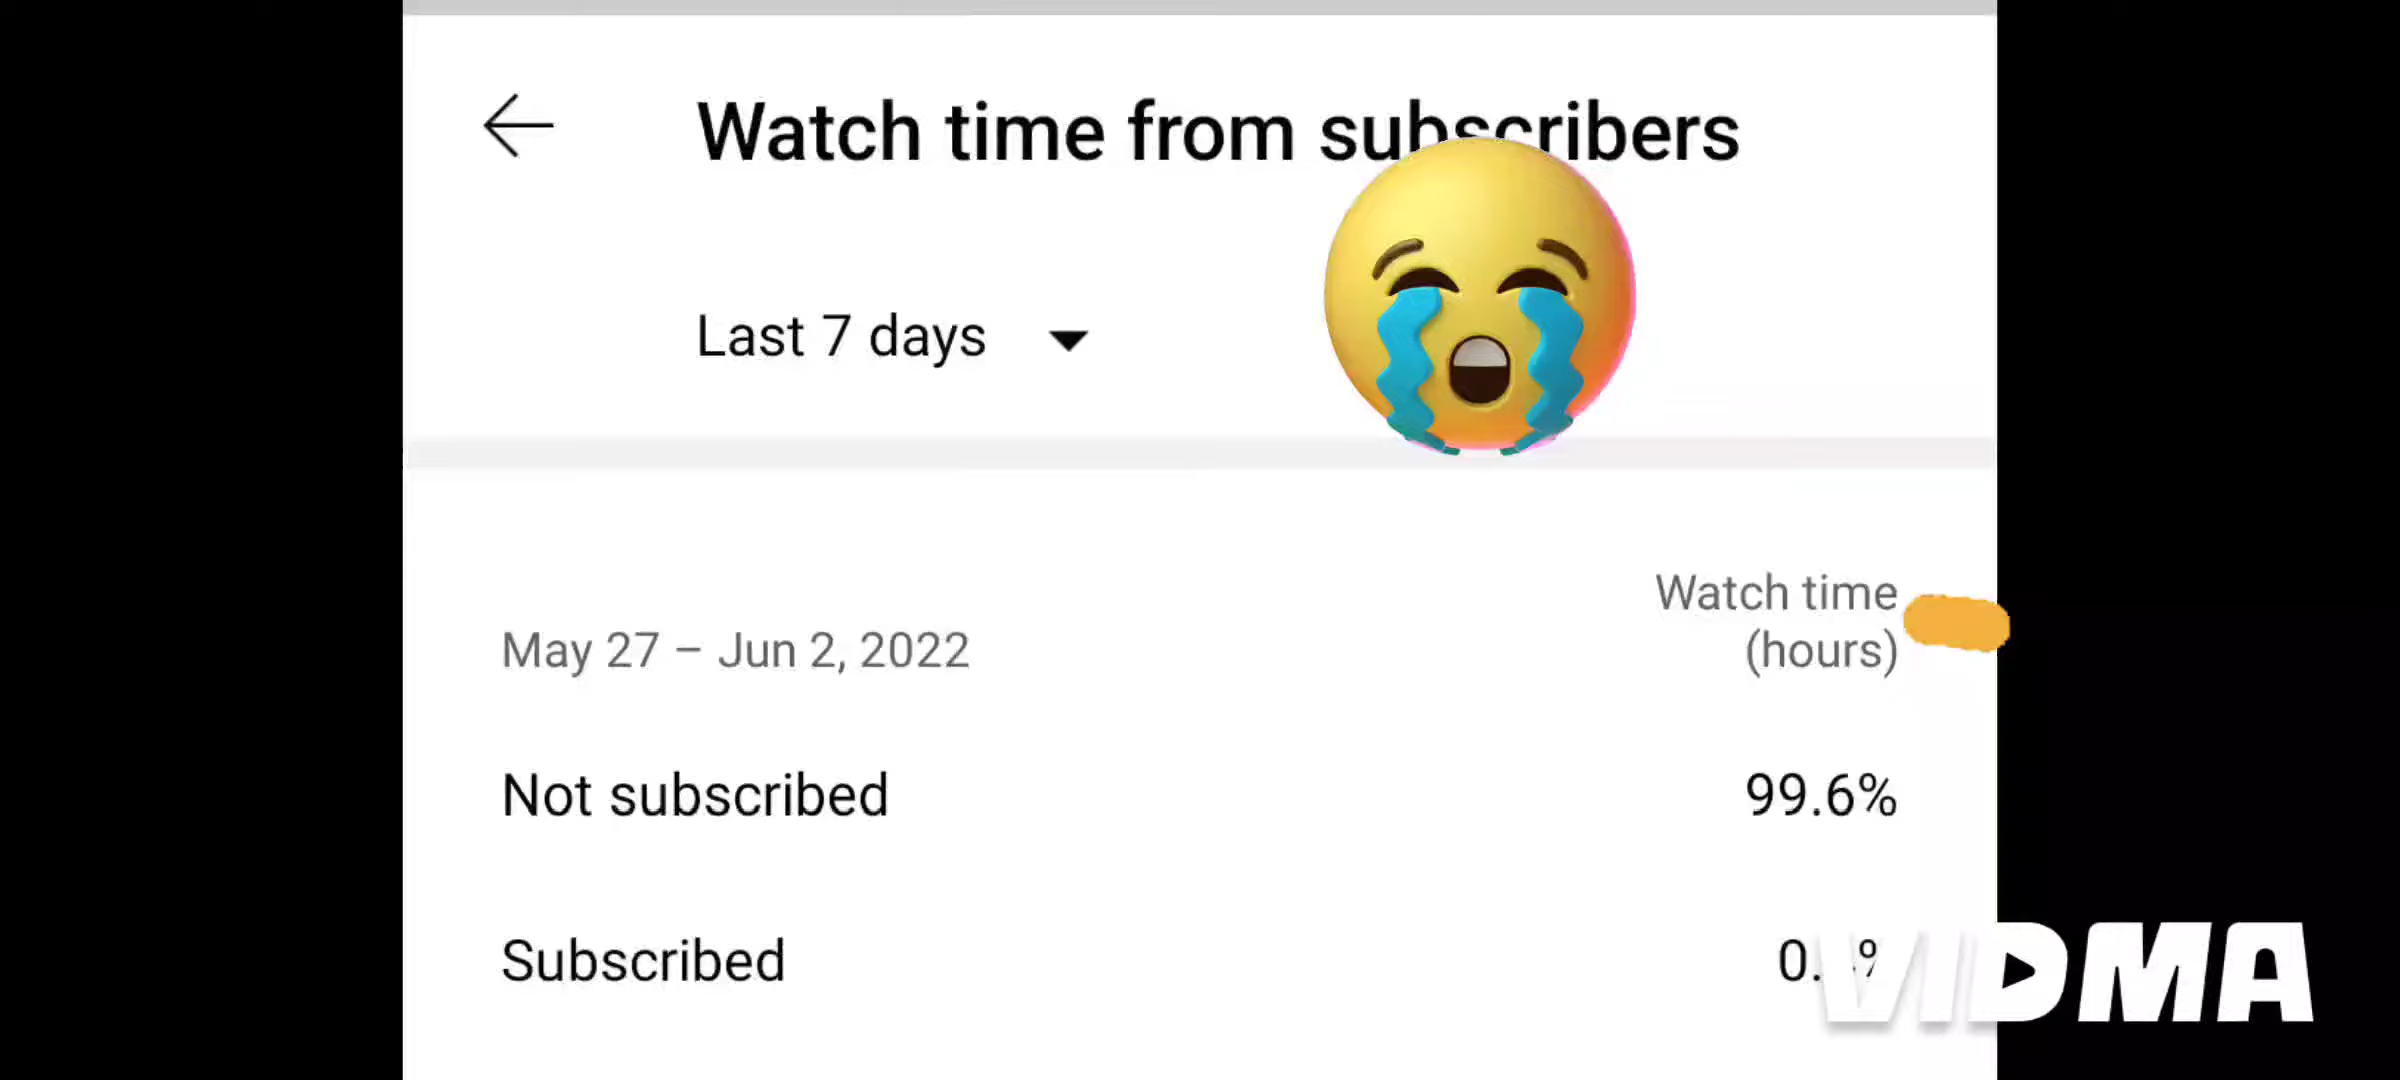 Watch time from subscribers
Last 7 days
Watch time
(hours)
May 27 – Jun 2, 2022
Not subscribed
99.6%
Subscribed
VIDMA